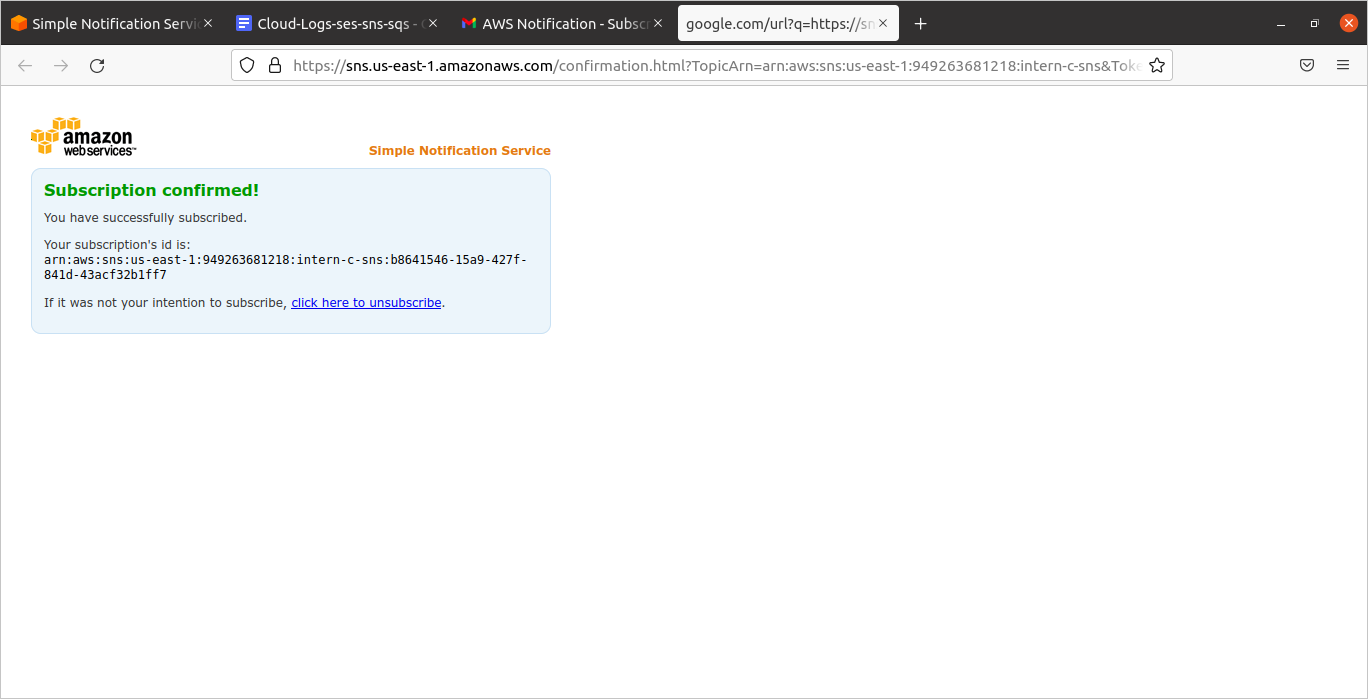 Simple Notification Servi
Cloud-Logs-ses-sns-sqs -
AWS Notification - Subsc
google.com/url?q=https://sn
https://sns.us-east-1.amazonaws.com/confirmation.html?TopicArn=arn:aws:sns:us-east-1:949263681218:intern-c-sns&Toke
amazon
webservices™
Simple Notification Service
Subscription confirmed!
You have successfully subscribed.
Your subscription's id is:
arn:aws:sns:us-east-1:949263681218:intern-c-sns:b8641546-15a9-427f-
841d-43acf32b1ff7
If it was not your intention to subscribe, click here to unsubscribe.